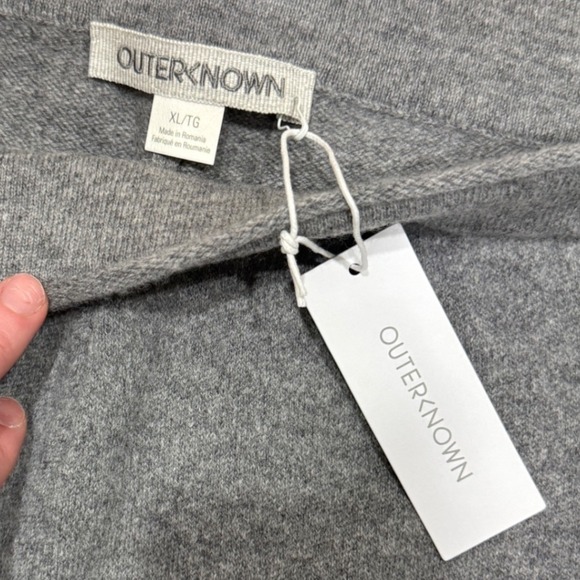 OUTERKNOWN
XL/TG
Made in Romania
Fabriqué en Roumanie
OUTERKNOWN